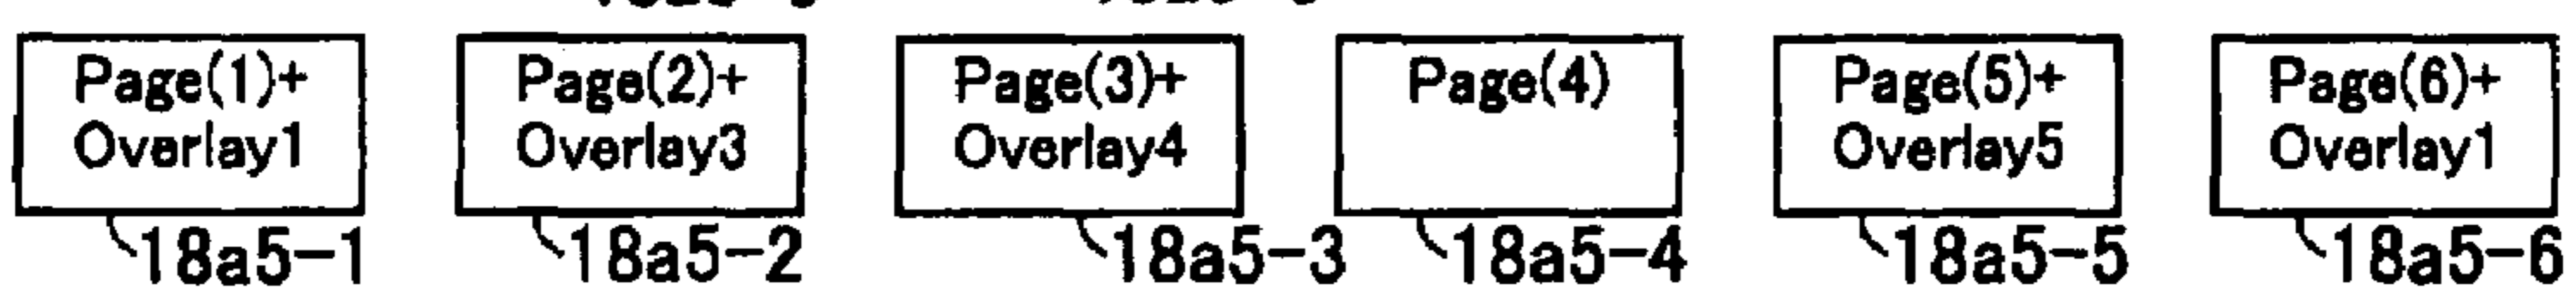 Page(1)+
Overlay1
Page(2)+
Overlay3
Page(3)+
Overlay4
Page(4)
Page(5)+
Overlay5
Page(6)+
Overlay1
18a5-1
18a5-2
18a5-3
18a5-4
18a5-5
18a5-6